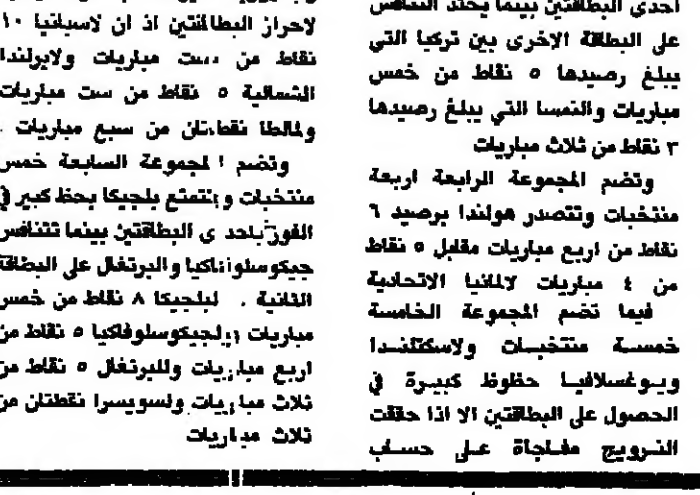 احدى البطاقتين بينما يحتد التنافس
على البطاقة الاخرى بين تركيا التي
يبلغ رصيدها ٥ نقاط من خمس
مباريات والنمسا التي يبلغ رصيدها
٣ نقاط من ثلاث مباريات
وتضم المجموعة الرابعة اربعة
منتخبات وتتصدر هولندا برصيد ٦
نقاط من اربع مباريات مقابل ٥ نقاط
من ٤ مباريات لالمانيا الاتحادية
فيما تضم المجموعة الخامسة
خمسة منتخبات ولاسكتلندا
ويوغسلافيا حظوظ كبيرة في
الحصول على البطاقتين الا اذا حققت
النرويج مفاجاة على حساب
لاحراز البطاقتين اذ ان لاسبانيا ١٠
نقاط من ست مباريات ولايرلندا
الشمالية ٥ نقاط من ست مباريات
ولمالطا نقطتان من سبع مباريات .
وتضم المجموعة السابعة خمس
منتخبات وتتمتع بلجيكا بحظ كبير في
الفوز باحدى البطاقتين بينما تتنافس
جيكوسلوفاكيا والبرتغال على البطاقة
الثانية . لبلجيكا ٨ نقاط من خمس
مباريات ولجيكوسلوفاكيا ٥ نقاط من
اربع مباريات وللبرتغال ٥ نقاط من
ثلاث مباريات ولسويسرا نقطتان من
ثلاث مباريات